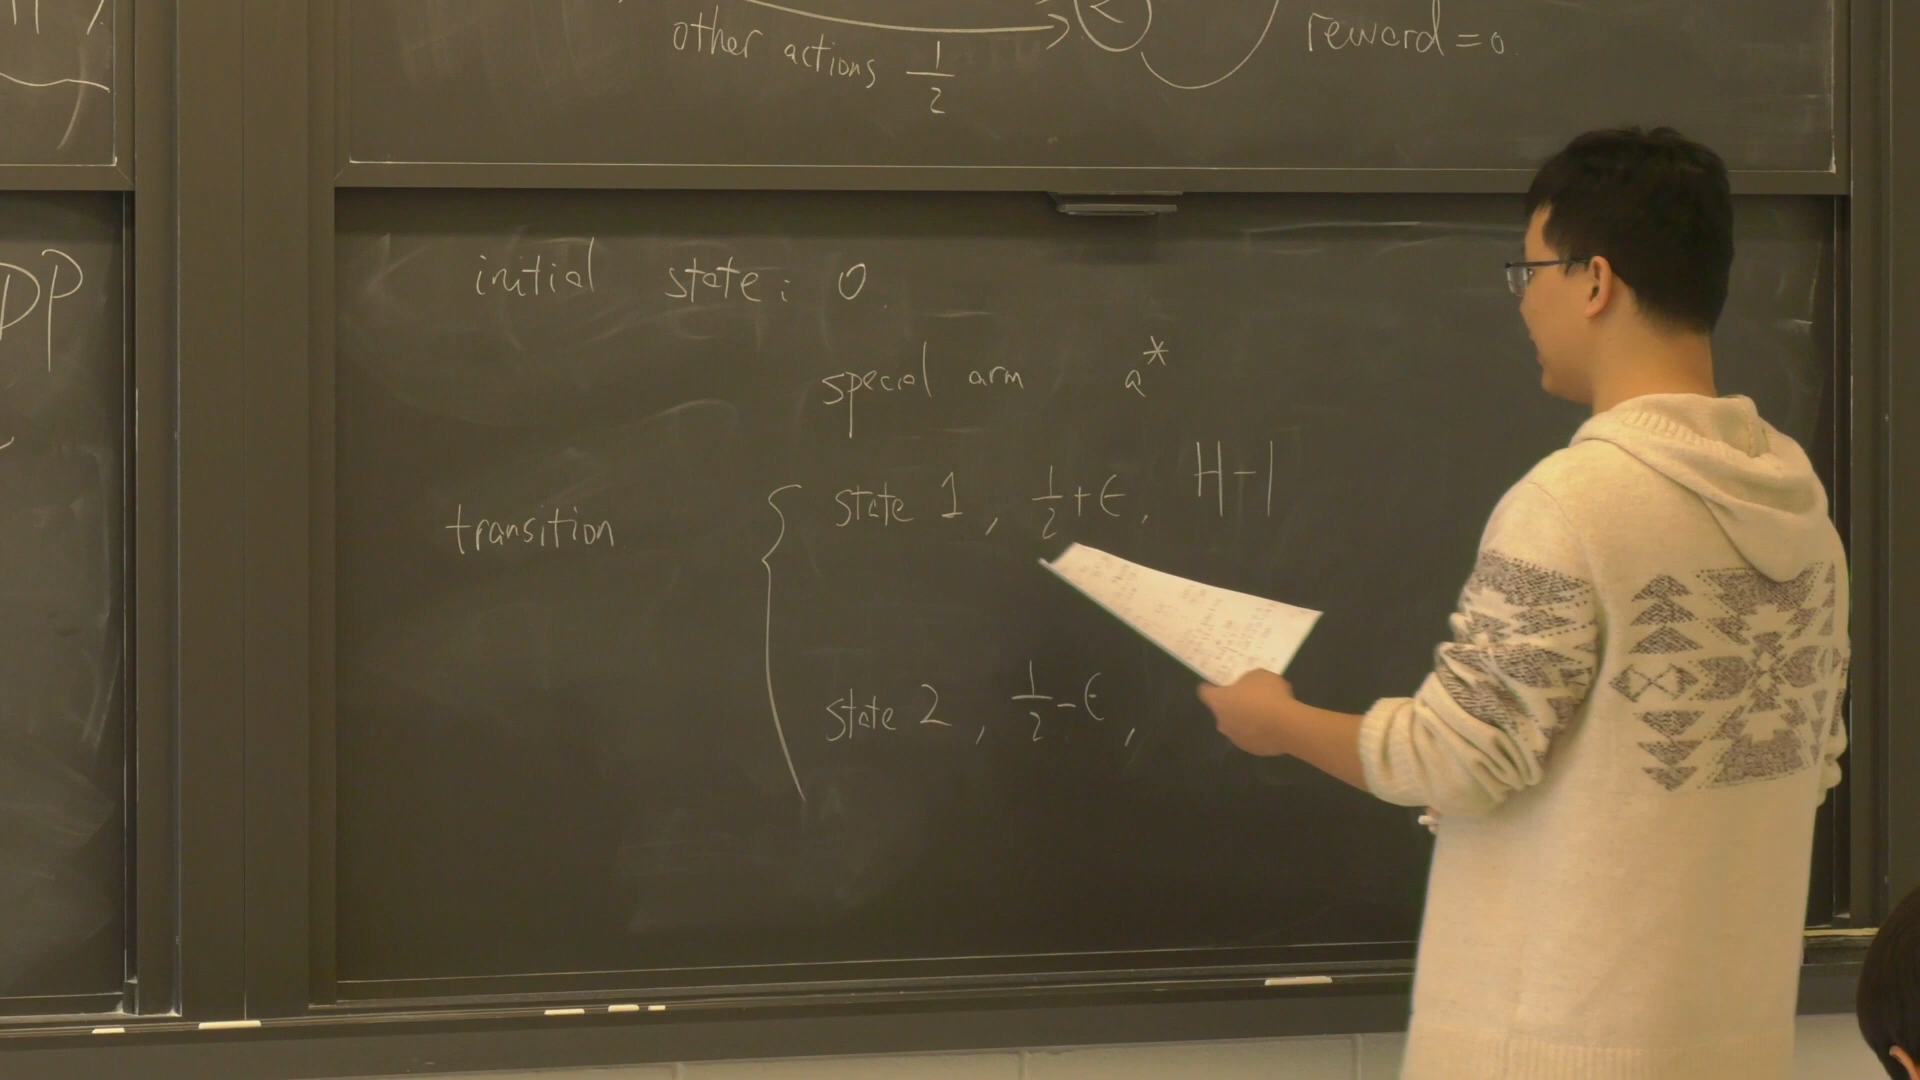 other actions 1/2
reward = 0
DP
initial state: 0.
special arm a*
transition { state 1, 1/2 + ϵ, H-1
state 2, 1/2 - ϵ,